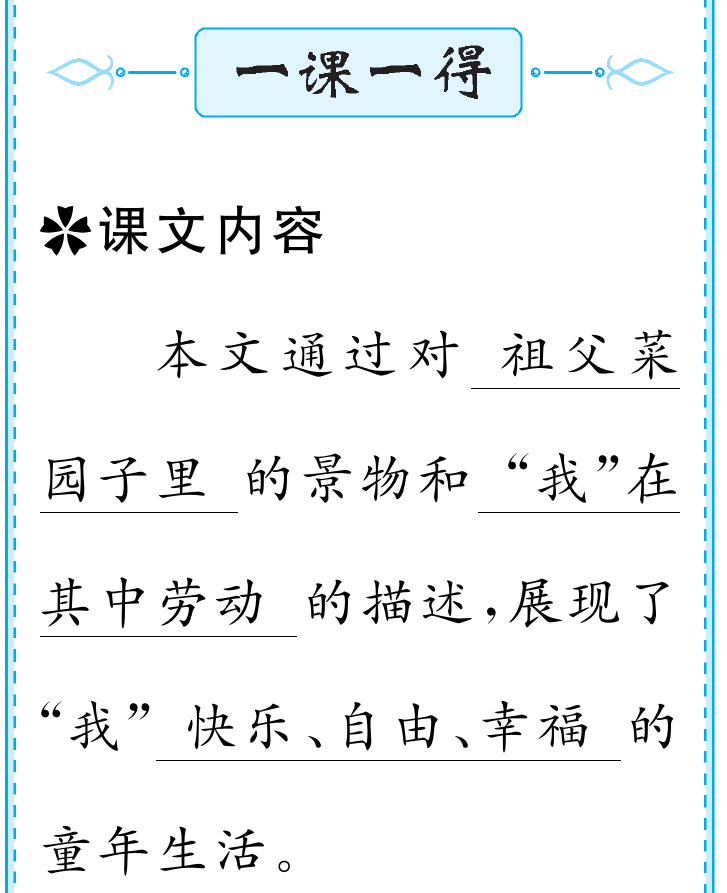 一课一得
课文内容
本文通过对 祖父菜
园子里 的景物和 “我”在
其中劳动 的描述,展现了
“我” 快乐、自由、幸福 的
童年生活。